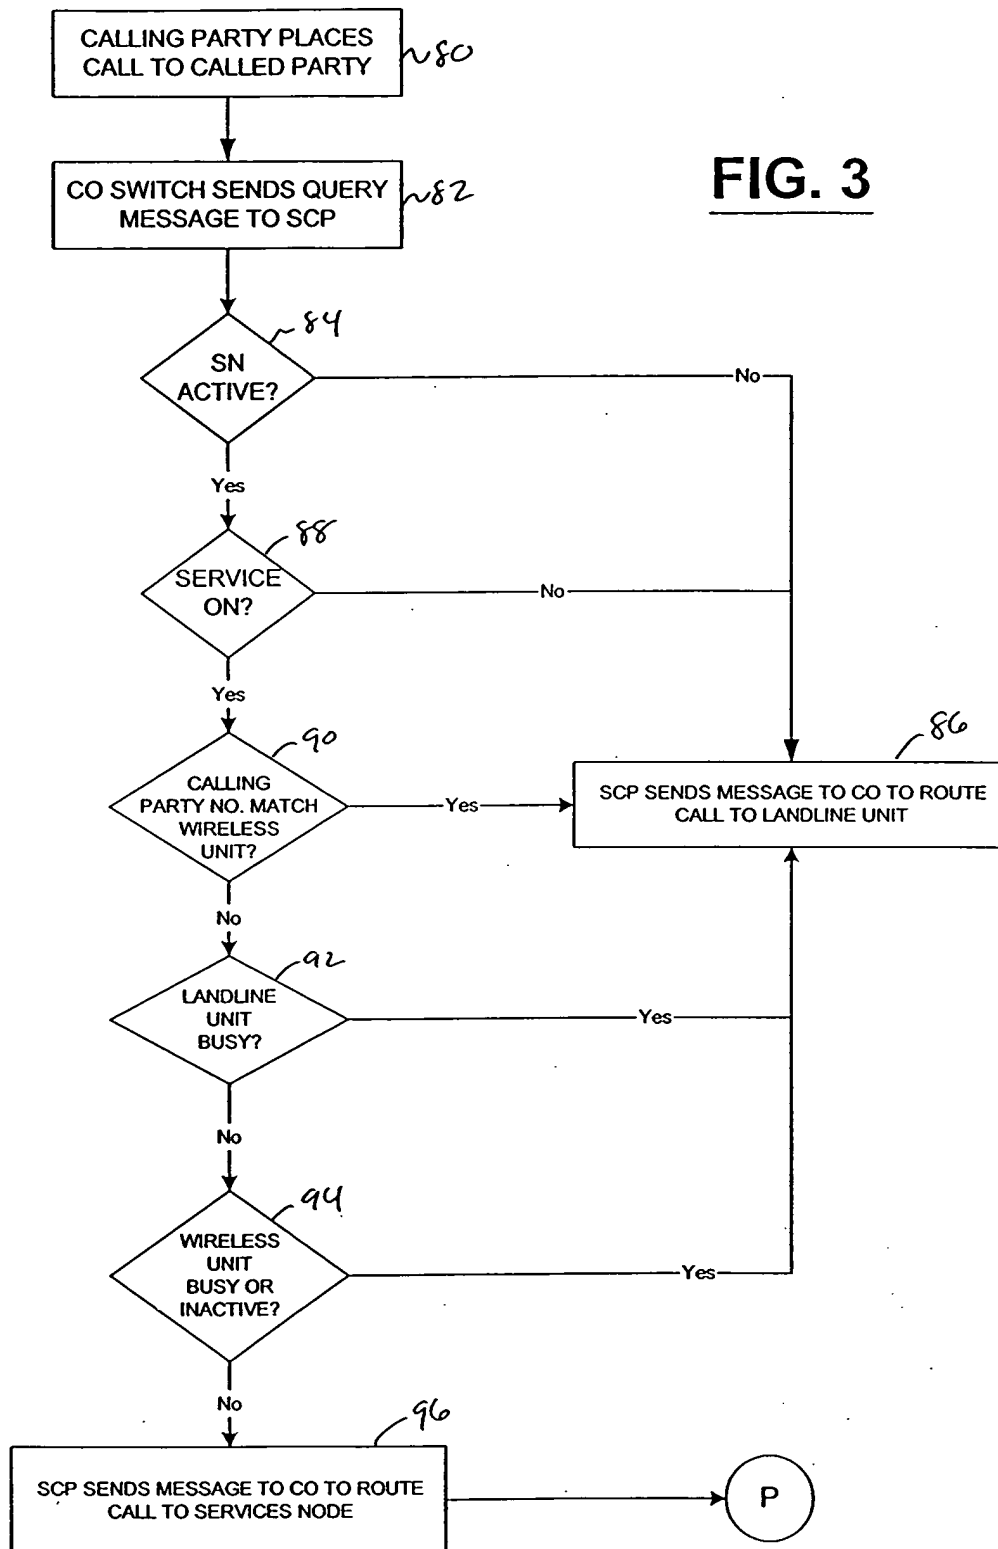 CALLING PARTY PLACES
CALL TO CALLED PARTY
80
CO SWITCH SENDS QUERY
MESSAGE TO SCP
82
FIG. 3
84
SN
ACTIVE?
No
Yes
88
SERVICE
ON?
No
Yes
90
CALLING
PARTY NO. MATCH
WIRELESS
UNIT?
Yes
86
SCP SENDS MESSAGE TO CO TO ROUTE
CALL TO LANDLINE UNIT
No
92
LANDLINE
UNIT
BUSY?
Yes
No
94
WIRELESS
UNIT
BUSY OR
INACTIVE?
Yes
No
96
SCP SENDS MESSAGE TO CO TO ROUTE
CALL TO SERVICES NODE
P